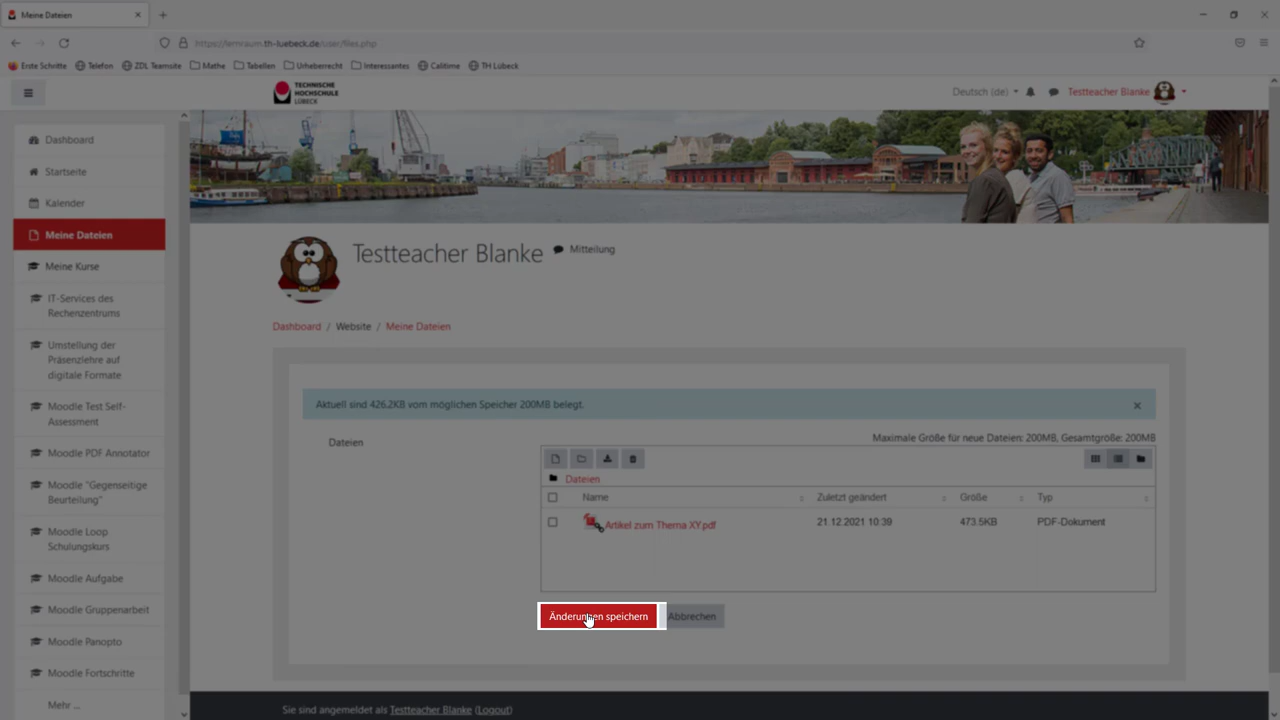 Meine Dateien
https://lernraum.th-luebeck.de/user/files.php
Erste Schritte Telefon ZDL Teamsite Mathe Tabellen Urheberrecht Interessantes Calitime TH Lübeck
TECHNISCHE
HOCHSCHULE
LÜBECK
Deutsch (de) Testteacher Blanke
Dashboard
Startseite
Kalender
Meine Dateien
Meine Kurse
IT-Services des
Rechenzentrums
Umstellung der
Präsenzlehre auf
digitale Formate
Moodle Test Self-
Assessment
Moodle PDF Annotator
Moodle "Gegenseitige
Beurteilung"
Moodle Loop
Schulungskurs
Moodle Aufgabe
Moodle Gruppenarbeit
Moodle Panopto
Moodle Fortschritte
Mehr ...
Testteacher Blanke Mitteilung
Dashboard / Website / Meine Dateien
Aktuell sind 426.2KB vom möglichen Speicher 200MB belegt.
Dateien
Maximale Größe für neue Dateien: 200MB, Gesamtgröße: 200MB
Dateien
Name Zuletzt geändert Größe Typ
Artikel zum Thema XY.pdf 21.12.2021 10:39 473.5KB PDF-Dokument
Änderungen speichern Abbrechen
Sie sind angemeldet als Testteacher Blanke (Logout)